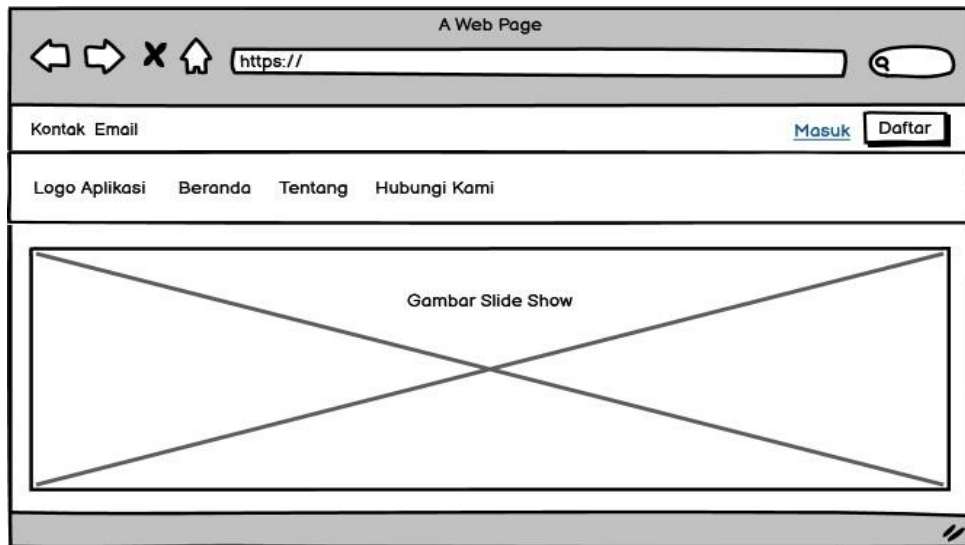 A Web Page
https://
Kontak Email Masuk Daftar
Logo Aplikasi Beranda Tentang Hubungi Kami
Gambar Slide Show